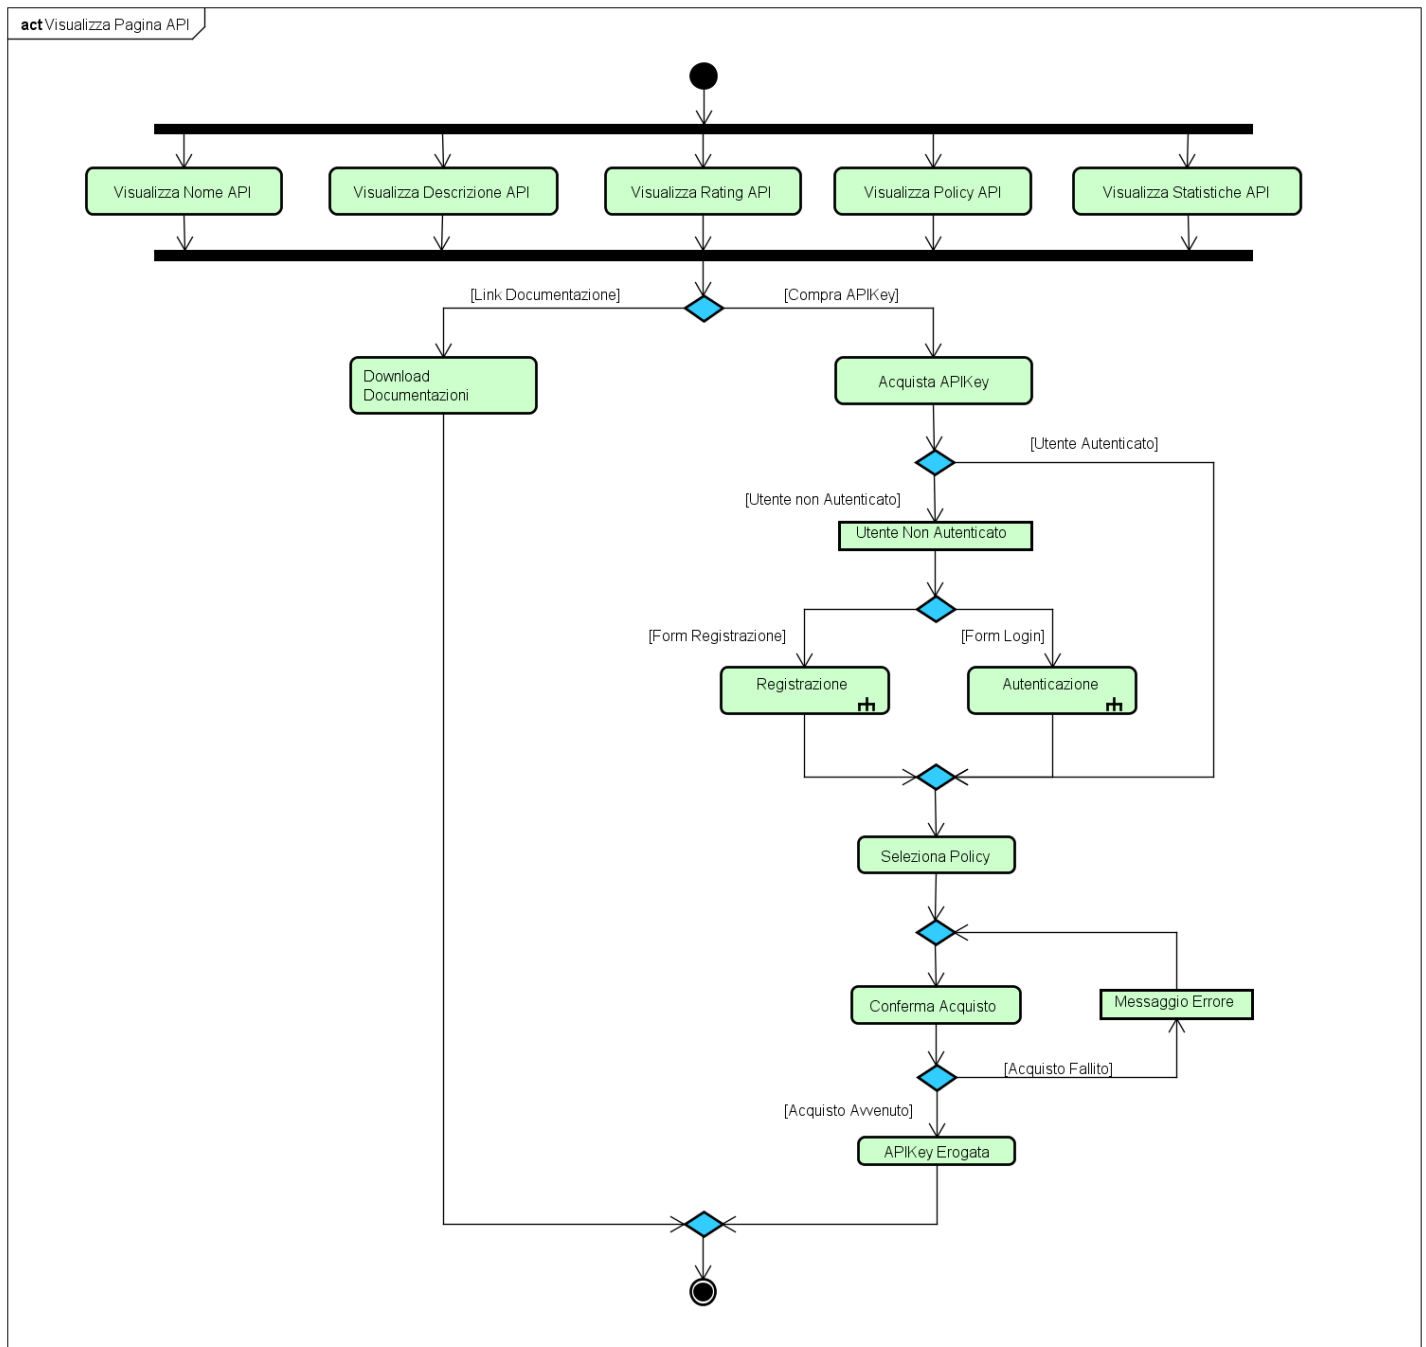 act Visualizza Pagina API
Visualizza Nome API
Visualizza Descrizione API
Visualizza Rating API
Visualizza Policy API
Visualizza Statistiche API
[Link Documentazione]
[Compra APIKey]
Download
Documentazioni
Acquista APIKey
[Utente Autenticato]
[Utente non Autenticato]
Utente Non Autenticato
[Form Registrazione]
[Form Login]
Registrazione
Autenticazione
Seleziona Policy
Conferma Acquisto
Messaggio Errore
[Acquisto Fallito]
[Acquisto Avvenuto]
APIKey Erogata